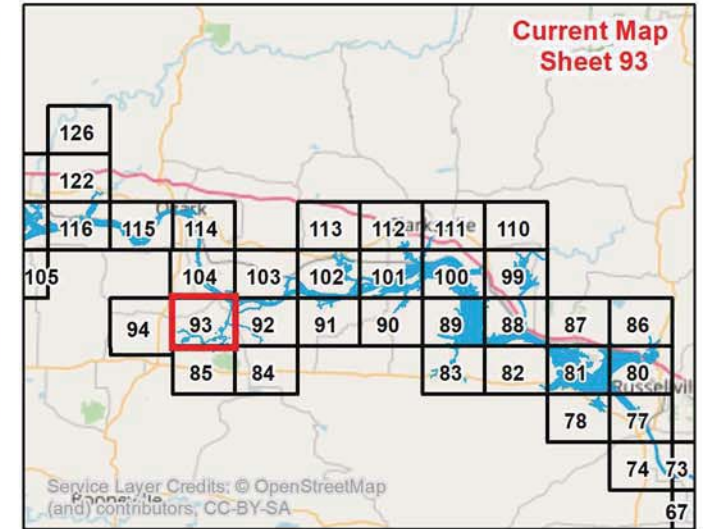 Current Map
Sheet 93
126
122
Ozark
116 115 114 113 112 111 110
105 104 103 102 101 100 99
94 93 92 91 90 89 88 87 86
85 84 83 82 81 80
Russellvil
78 77
74 73
67
Service Layer Credits: © OpenStreetMap
(and) contributors, CC-BY-SA